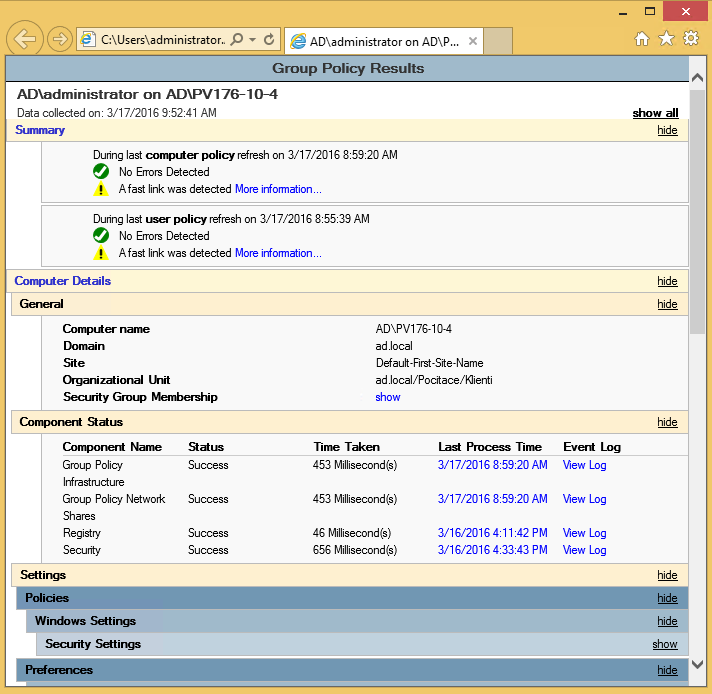 C:\Users\administrator..
AD\administrator on AD\P...
Group Policy Results
AD\administrator on AD\PV176-10-4
Data collected on: 3/17/2016 9:52:41 AM show all
Summary hide
During last computer policy refresh on 3/17/2016 8:59:20 AM
No Errors Detected
A fast link was detected More information...
During last user policy refresh on 3/17/2016 8:55:39 AM
No Errors Detected
A fast link was detected More information...
Computer Details hide
General hide
Computer name AD\PV176-10-4
Domain ad.local
Site Default-First-Site-Name
Organizational Unit ad.local/Pocitace/Klienti
Security Group Membership show
Component Status hide
Component Name Status Time Taken Last Process Time Event Log
Group Policy Success 453 Millisecond(s) 3/17/2016 8:59:20 AM View Log
Infrastructure
Group Policy Network Success 453 Millisecond(s) 3/17/2016 8:59:20 AM View Log
Shares
Registry Success 46 Millisecond(s) 3/16/2016 4:11:42 PM View Log
Security Success 656 Millisecond(s) 3/16/2016 4:33:43 PM View Log
Settings hide
Policies hide
Windows Settings hide
Security Settings show
Preferences hide